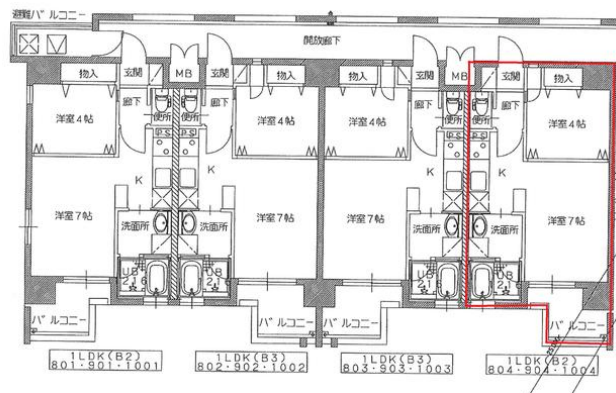 避難バルコニー
開放廊下
物入 玄関 MB 玄関 物入 物入 玄関 MB 玄関 物入
洋室4帖 廊下 便所 便所 廊下 洋室4帖 洋室4帖 廊下 便所 便所 廊下 洋室4帖
PS PS
K K K K
洋室7帖 洗面所 洗面所 洋室7帖 洋室7帖 洗面所 洗面所 洋室7帖
UB UB UB UB
バルコニー バルコニー バルコニー バルコニー
1LDK(B2) 1LDK(B3) 1LDK(B3) 1LDK(B2)
801・901・1001 802・902・1002 803・903・1003 804・904・1004